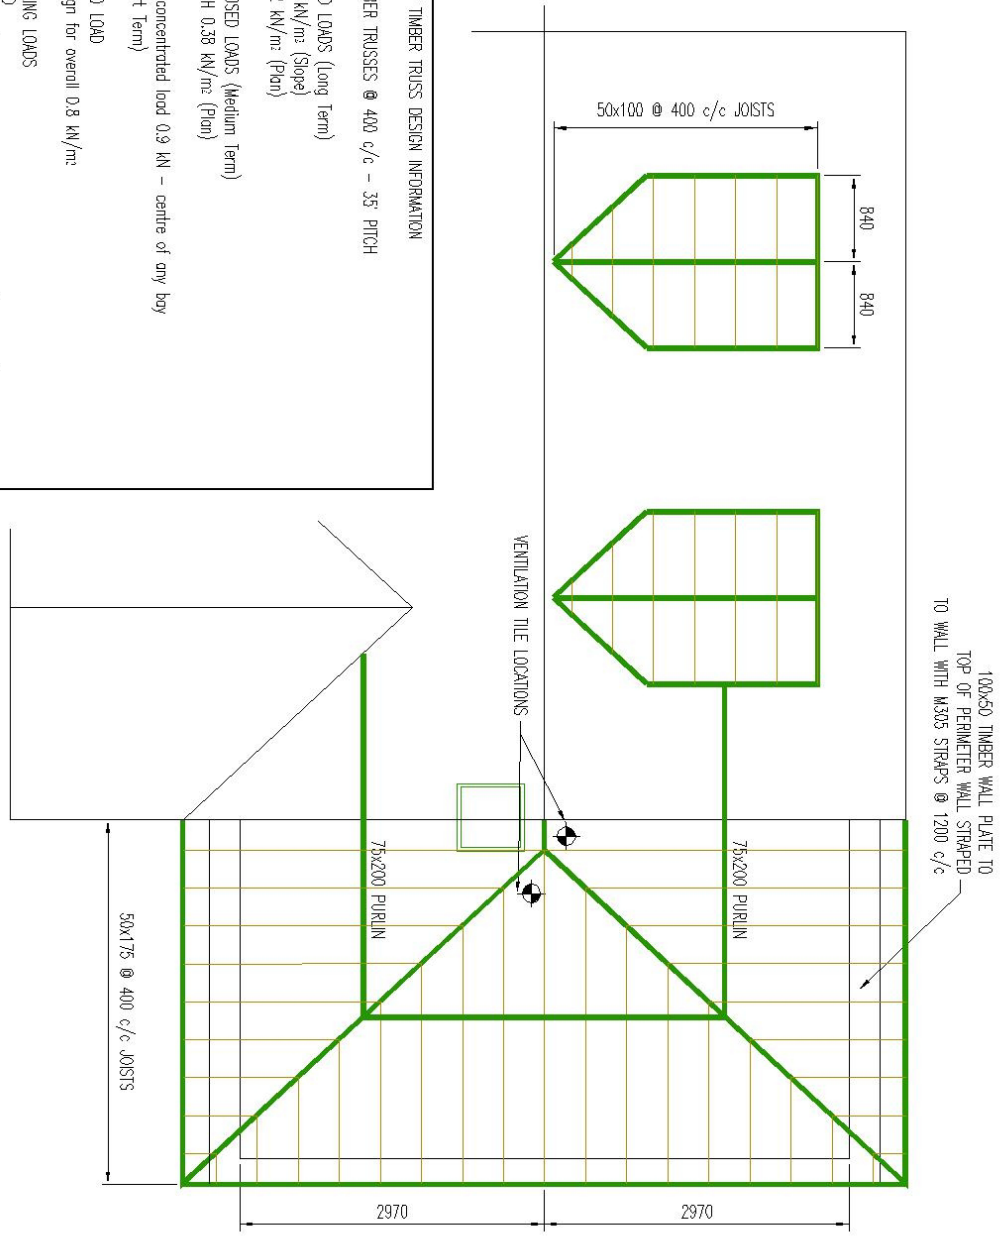 100x50 TIMBER WALL PLATE TO
TOP OF PERIMETER WALL STRAPED
TO WALL WITH M305 STRAPS @ 1200 c/c
840
840
50x100 @ 400 c/c JOISTS
75x200 PURLIN
VENTILATION TILE LOCATIONS
75x200 PURLIN
50x175 @ 400 c/c JOISTS
2970
2970
TIMBER TRUSS DESIGN INFORMATION
TRUSSES @ 400 c/c - 35° PITCH
LOADS (Long Term)
kN/m² (Slope)
kN/m² (Plan)
LOADS (Medium Term)
0.38 kN/m² (Plan)
concentrated load 0.9 kN - centre of any bay
Term)
LOAD
for overall 0.8 kN/m²
LOADS